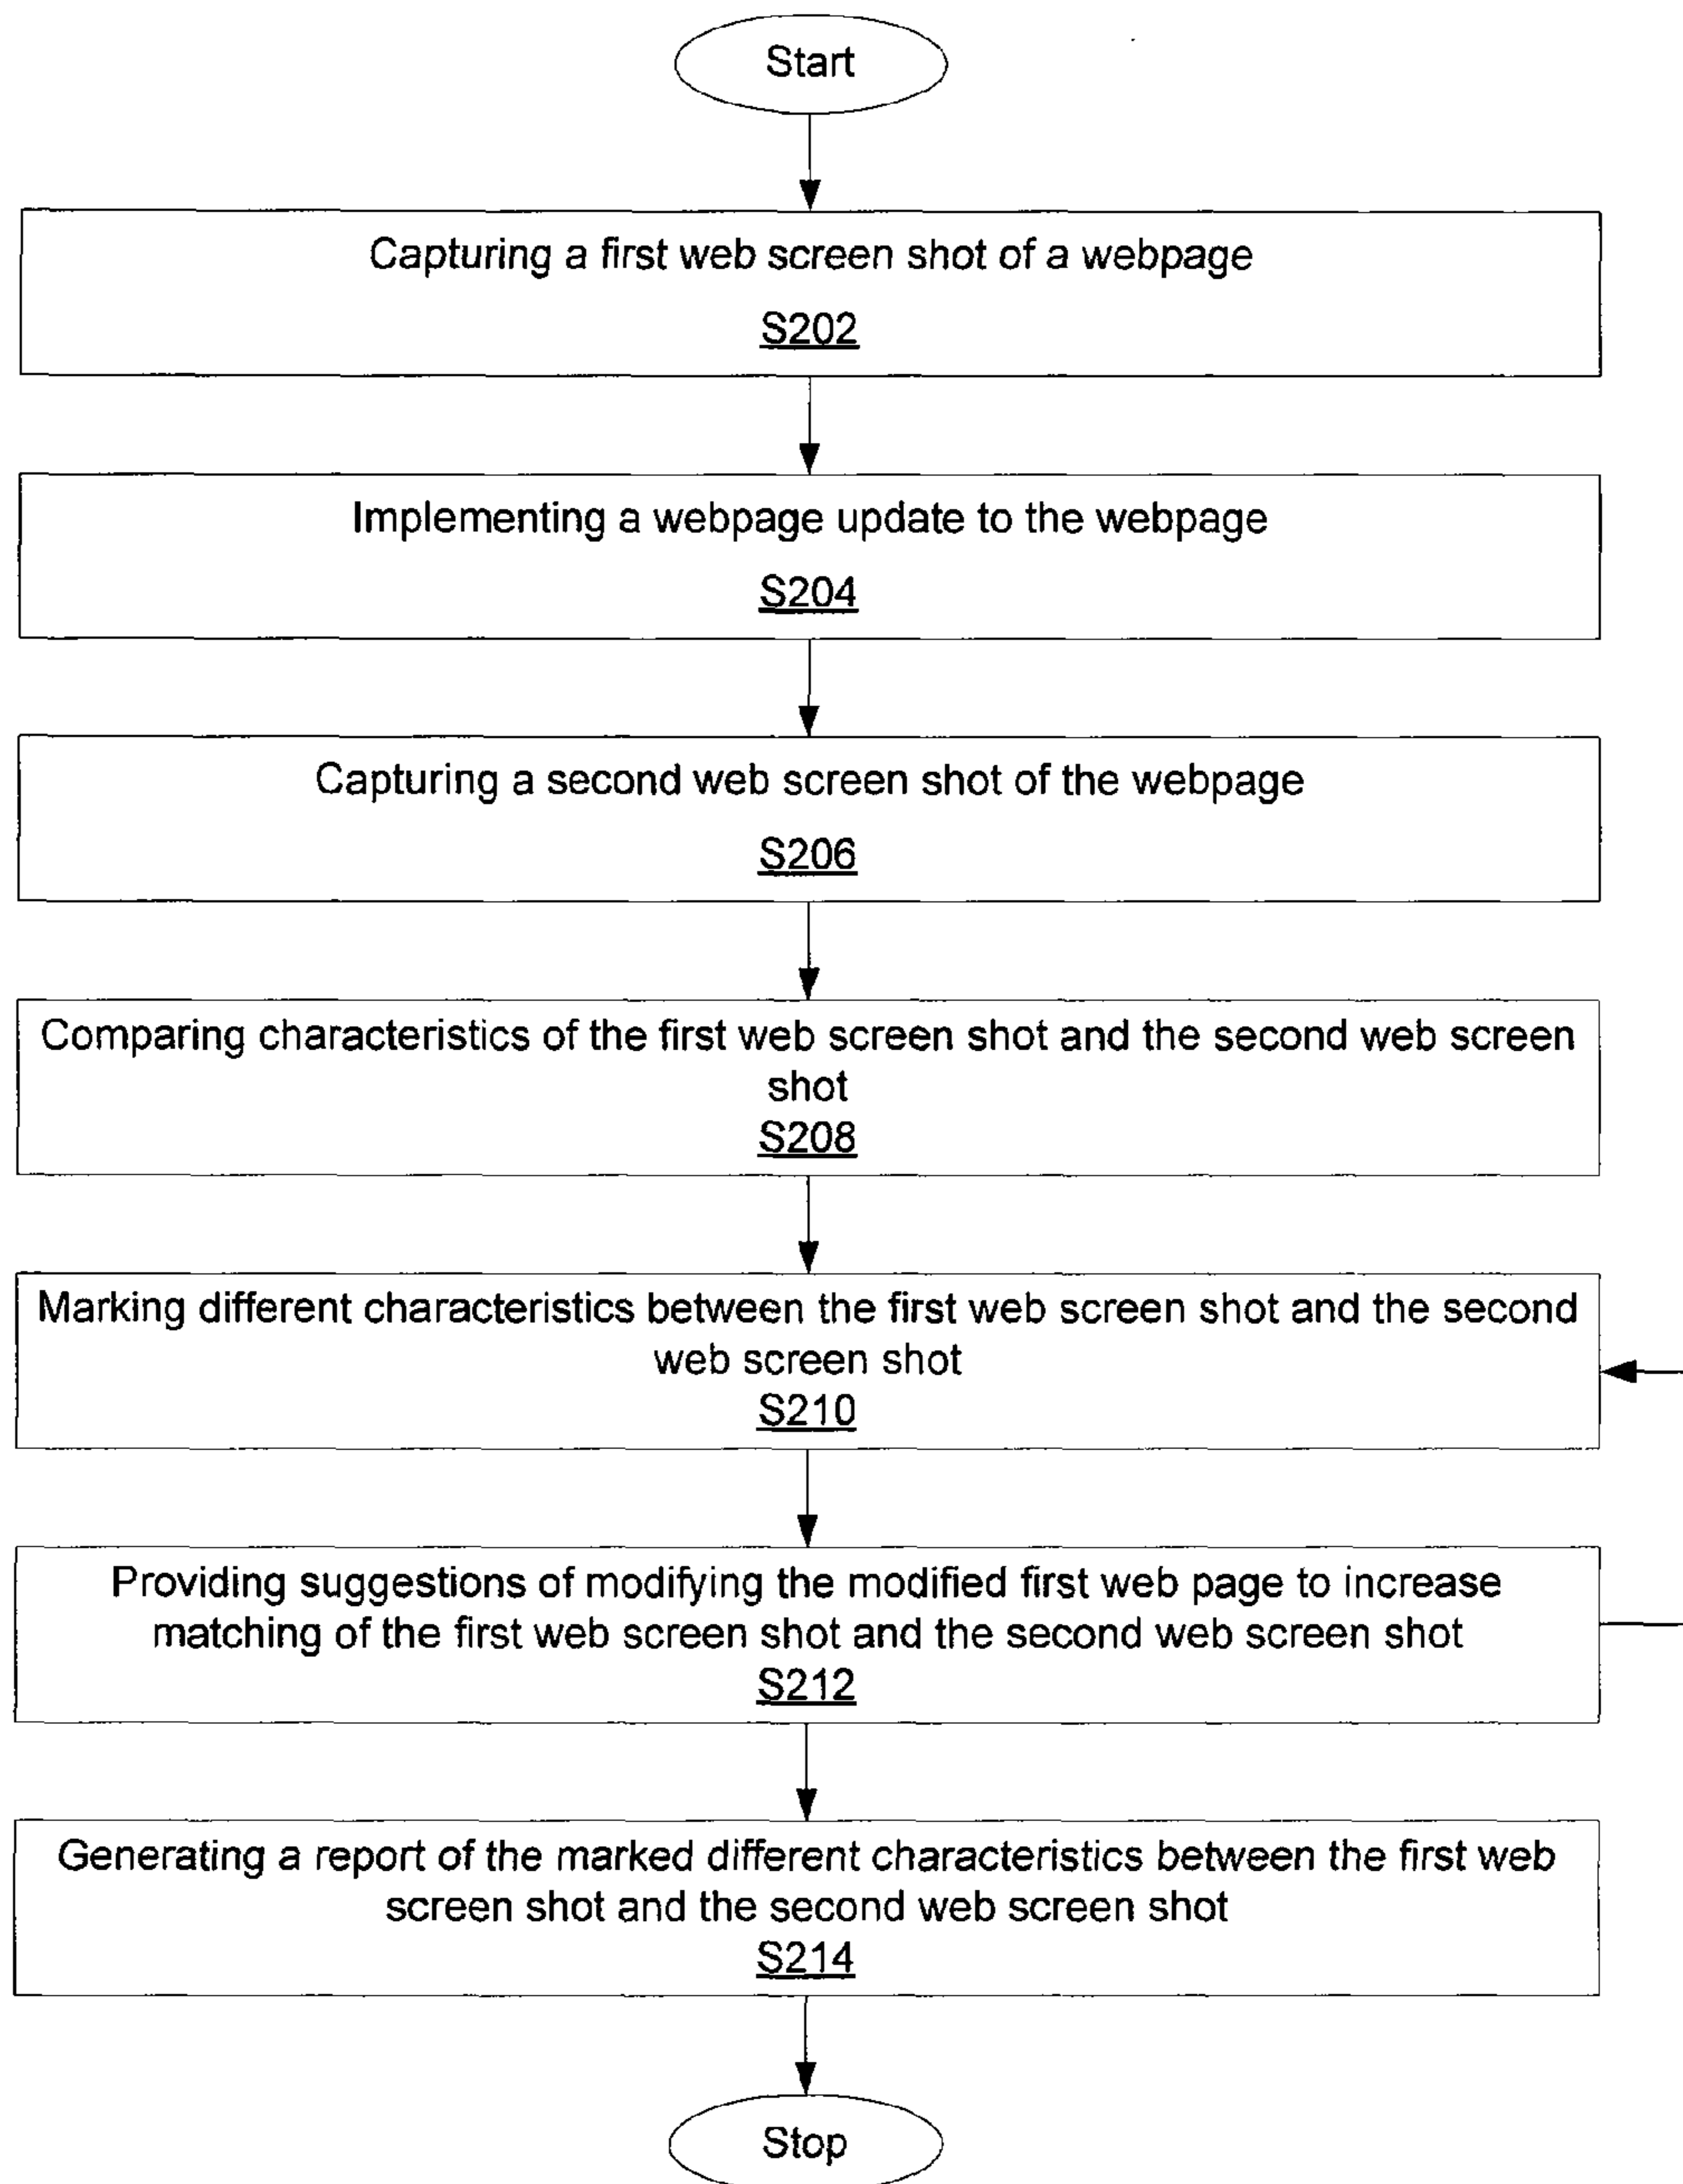 Start
Capturing a first web screen shot of a webpage
S202
Implementing a webpage update to the webpage
S204
Capturing a second web screen shot of the webpage
S206
Comparing characteristics of the first web screen shot and the second web screen
shot
S208
Marking different characteristics between the first web screen shot and the second
web screen shot
S210
Providing suggestions of modifying the modified first web page to increase
matching of the first web screen shot and the second web screen shot
S212
Generating a report of the marked different characteristics between the first web
screen shot and the second web screen shot
S214
Stop